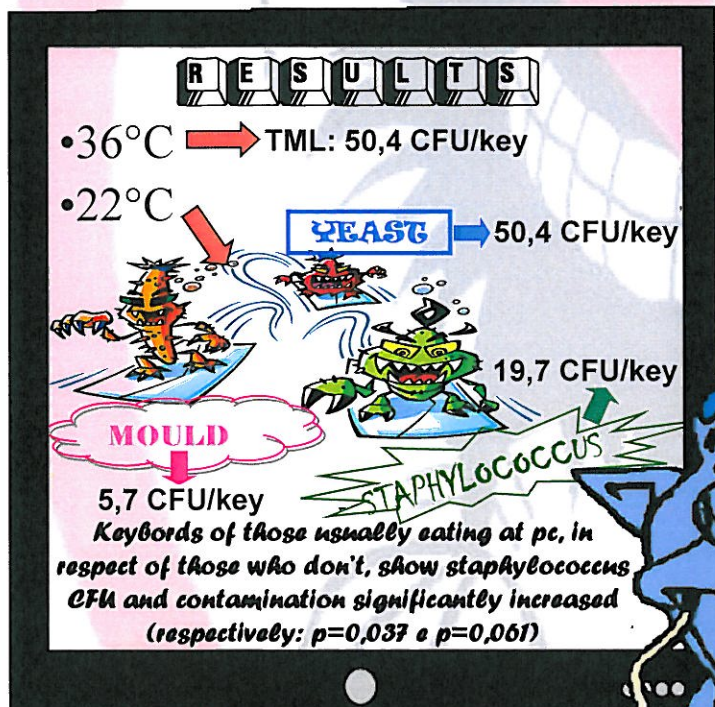 RESULTS
•36°C TML: 50,4 CFU/key
•22°C
YEAST 50,4 CFU/key
19,7 CFU/key
MOULD
STAPHYLOCOCCUS
5,7 CFU/key
Keybords of those usually eating at pc, in
respect of those who don't, show staphylococcus
CFU and contamination significantly increased
(respectively: p=0,037 e p=0,061)